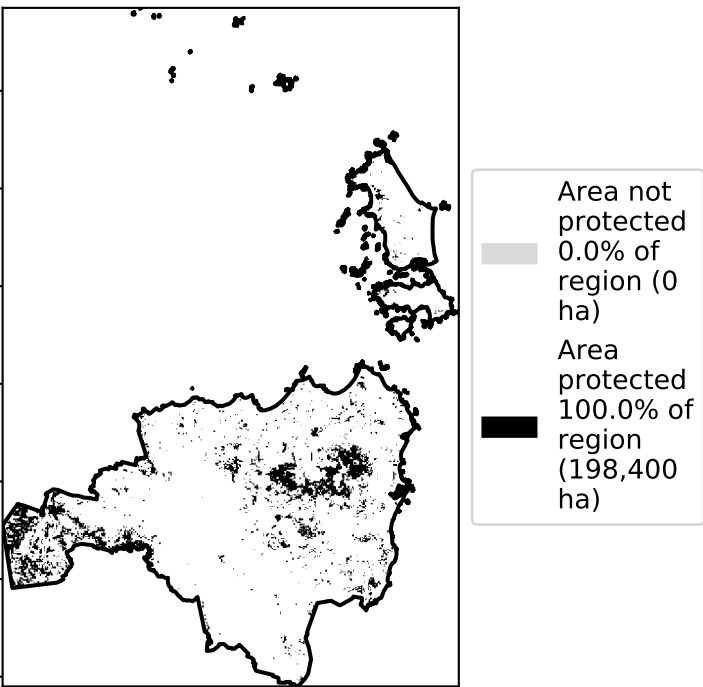 Area not
protected
0.0% of
region (0
ha)
Area
protected
100.0% of
region
(198,400
ha)